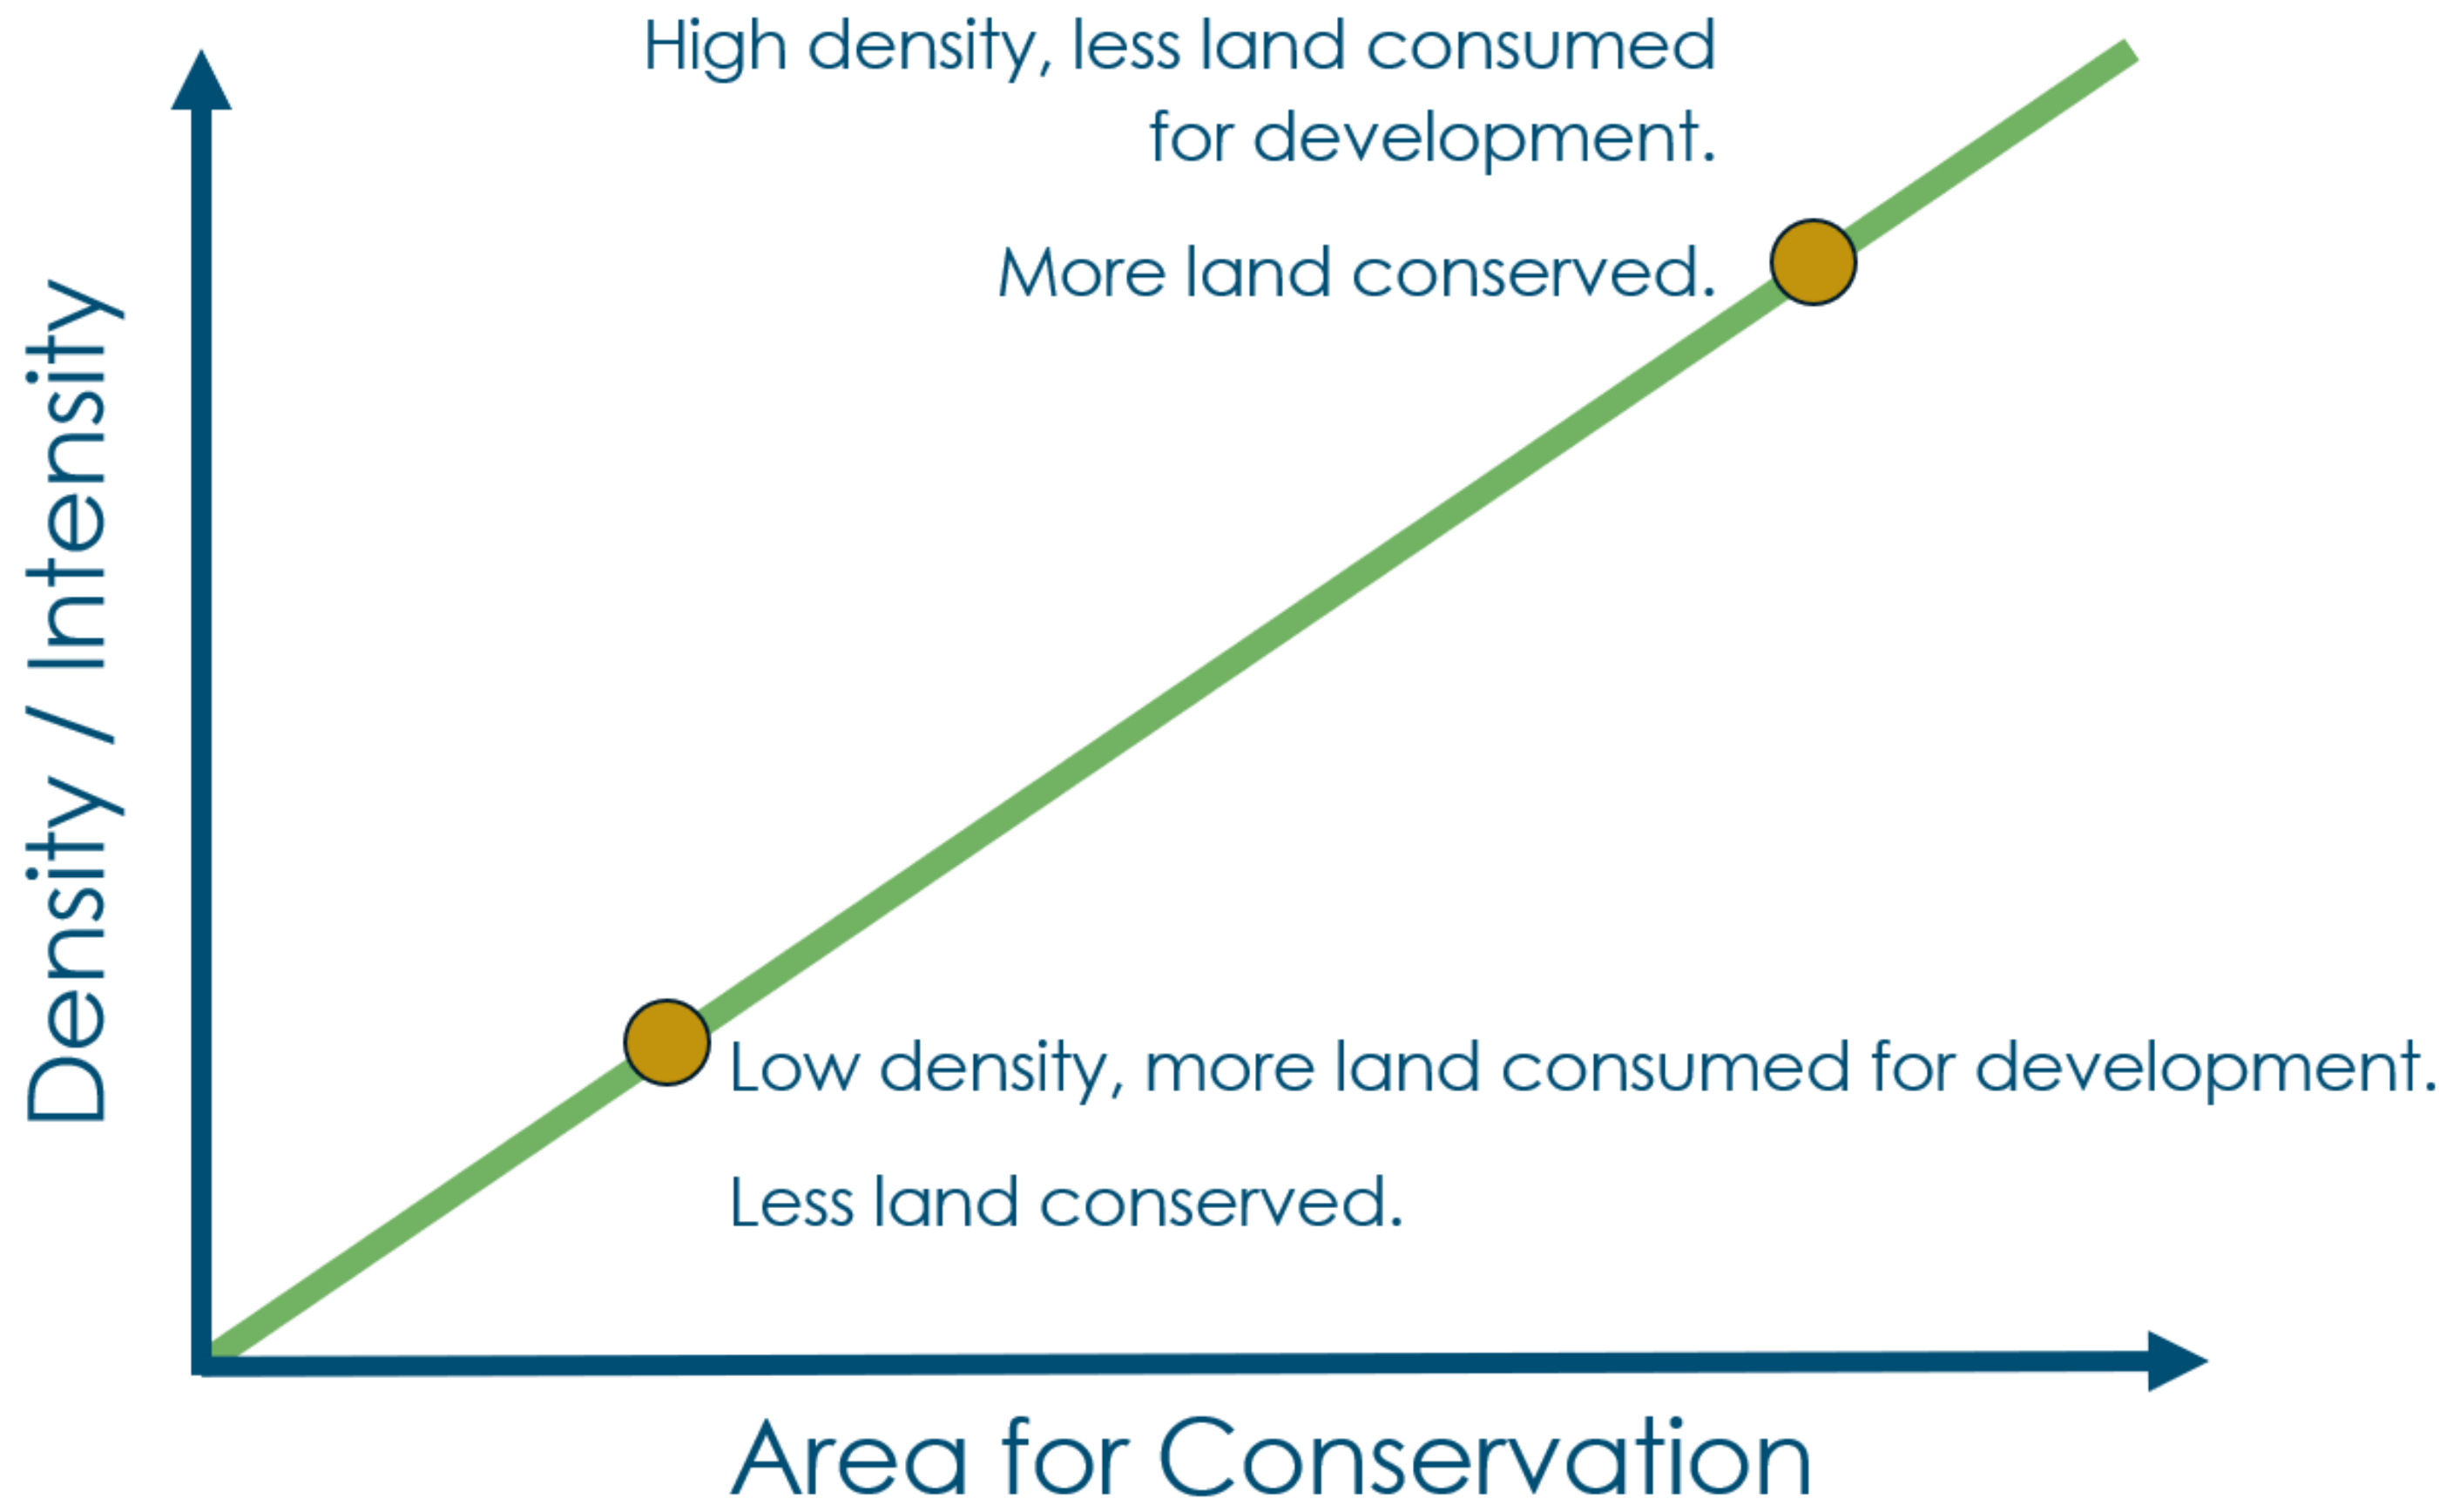 High density, less land consumed
for development.
More land conserved.
Density / Intensity
Low density, more land consumed for development.
Less land conserved.
Area for Conservation